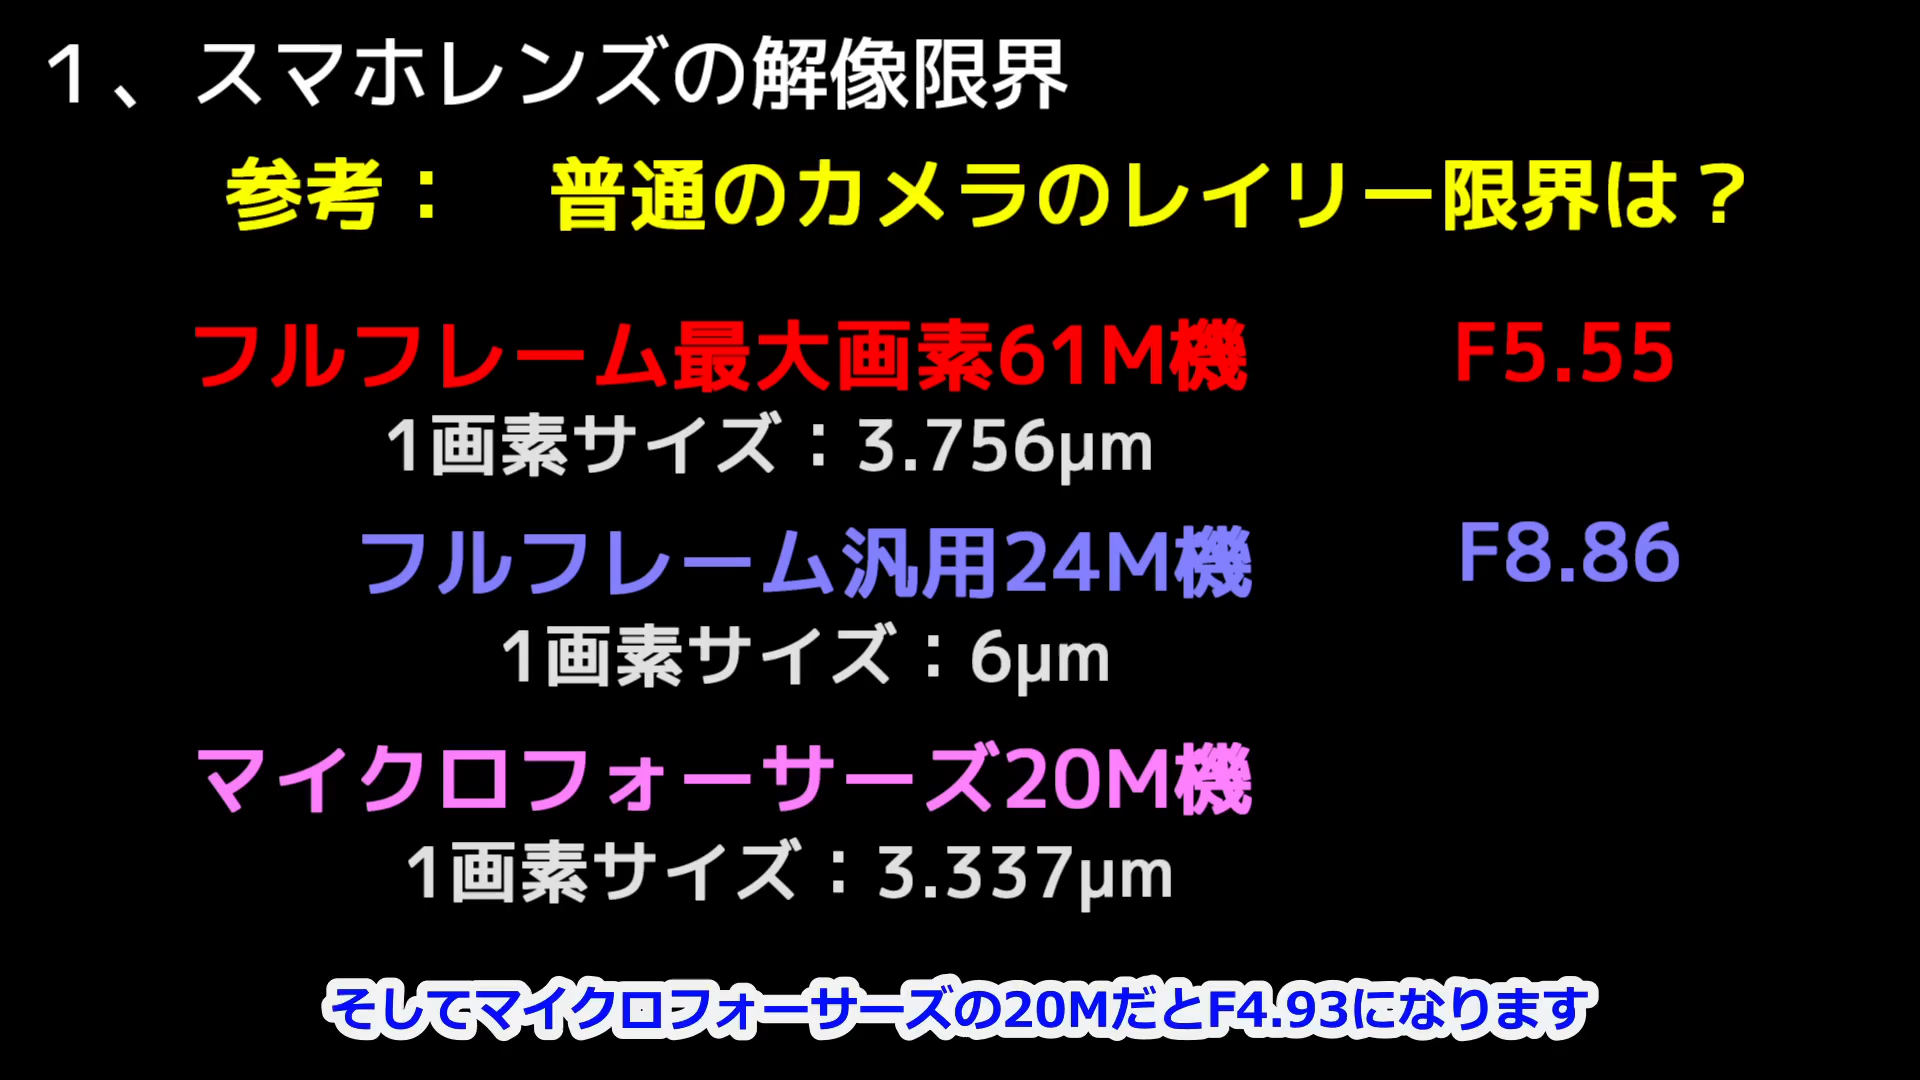 １、スマホレンズの解像限界
参考：　普通のカメラのレイリー限界は？
フルフレーム最大画素61M機　F5.55
1画素サイズ：3.756μm
フルフレーム汎用24M機　F8.86
1画素サイズ：6μm
マイクロフォーサーズ20M機
1画素サイズ：3.337μm
そしてマイクロフォーサーズの20MだとF4.93になります